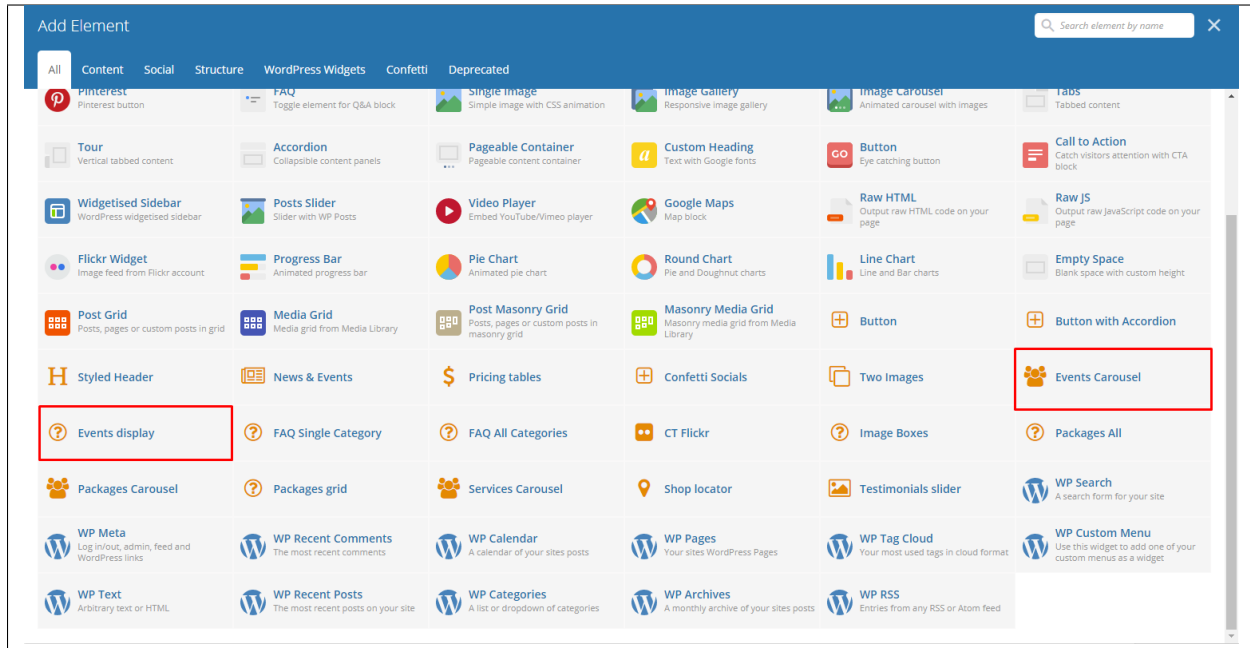 Add Element
Search element by name
All Content Social Structure WordPress Widgets Confetti Deprecated
Pinterest
Pinterest button
FAQ
Toggle element for Q&A block
Single Image
Simple image with CSS animation
Image Gallery
Responsive image gallery
Image Carousel
Animated carousel with images
Tabs
Tabbed content
Tour
Vertical tabbed content
Accordion
Collapsible content panels
Pageable Container
Pageable content container
a
Custom Heading
Text with Google fonts
GO
Button
Eye catching button
Call to Action
Catch visitors attention with CTA
block
Widgetised Sidebar
WordPress widgetised sidebar
Posts Slider
Slider with WP Posts
Video Player
Embed YouTube/Vimeo player
Google Maps
Map block
Raw HTML
Output raw HTML code on your
page
Raw JS
Output raw JavaScript code on your
page
Flickr Widget
Image feed from Flickr account
Progress Bar
Animated progress bar
Pie Chart
Animated pie chart
Round Chart
Pie and Doughnut charts
Line Chart
Line and Bar charts
Empty Space
Blank space with custom height
Post Grid
Posts, pages or custom posts in grid
Media Grid
Media grid from Media Library
Post Masonry Grid
Posts, pages or custom posts in
masonry grid
Masonry Media Grid
Masonry media grid from Media
Library
Button
Button with Accordion
H Styled Header
News & Events
$ Pricing tables
Confetti Socials
Two Images
Events Carousel
? Events display
? FAQ Single Category
? FAQ All Categories
CT Flickr
? Image Boxes
? Packages All
Packages Carousel
? Packages grid
Services Carousel
Shop locator
Testimonials slider
WP Search
A search form for your site
WP Meta
Log in/out, admin, feed and
WordPress links
WP Recent Comments
The most recent comments
WP Calendar
A calendar of your sites posts
WP Pages
Your sites WordPress Pages
WP Tag Cloud
Your most used tags in cloud format
WP Custom Menu
Use this widget to add one of your
custom menus as a widget
WP Text
Arbitrary text or HTML
WP Recent Posts
The most recent posts on your site
WP Categories
A list or dropdown of categories
WP Archives
A monthly archive of your sites posts
WP RSS
Entries from any RSS or Atom feed